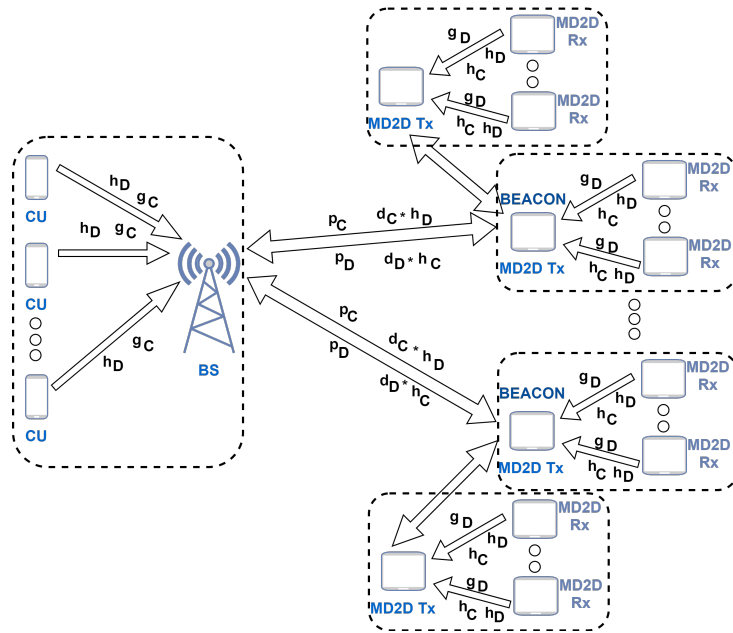 g D
h D
h C
MD2D
Rx
g D
h C h D
MD2D
Rx
MD2D Tx
h D
g C
CU
h D g C
CU
g C
h D
CU
BS
p C d C * h D
p D d D * h C
p C
p D
d C * h D
d D * h C
BEACON
g D
h D
h C
MD2D
Rx
g D
h C h D
MD2D
Rx
MD2D Tx
BEACON
g D
h D
h C
MD2D
Rx
g D
h C h D
MD2D
Rx
MD2D Tx
g D
h D
h C
MD2D
Rx
g D
h C h D
MD2D
Rx
MD2D Tx